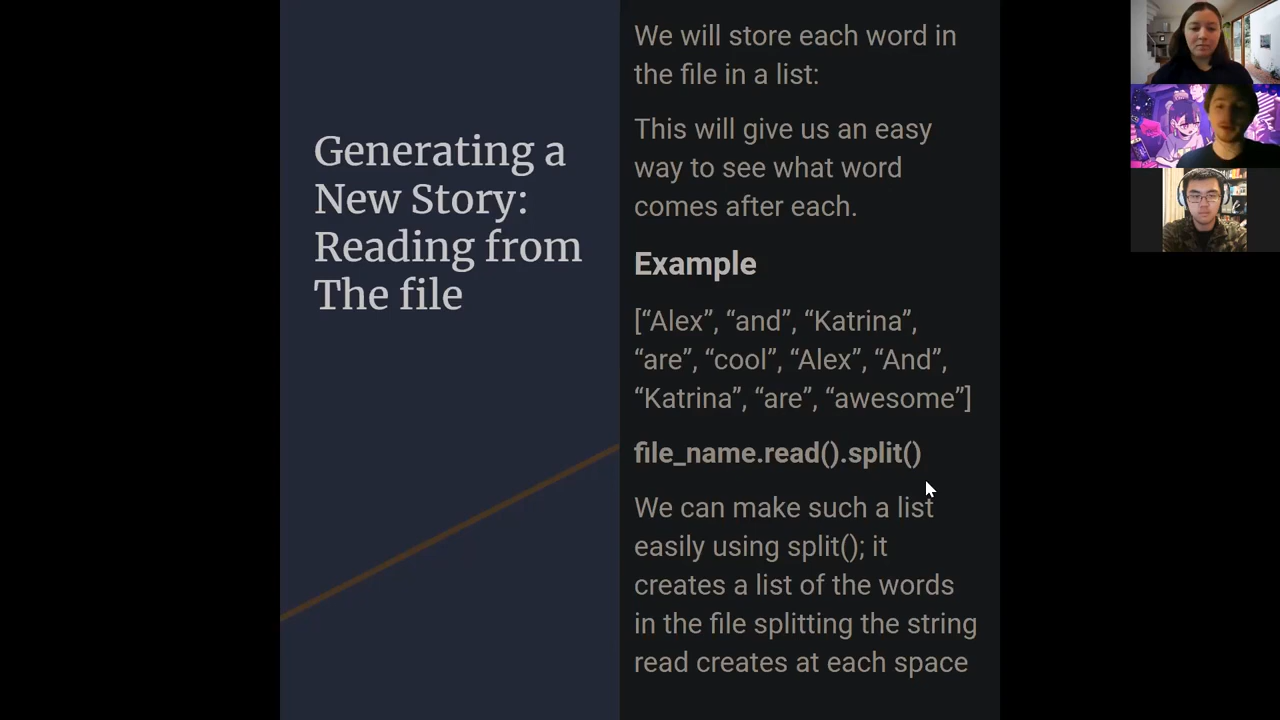 Generating a
New Story:
Reading from
The file
We will store each word in
the file in a list:
This will give us an easy
way to see what word
comes after each.
Example
[“Alex”, “and”, “Katrina”,
“are”, “cool”, “Alex”, “And”,
“Katrina”, “are”, “awesome”]
file_name.read().split()
We can make such a list
easily using split(); it
creates a list of the words
in the file splitting the string
read creates at each space